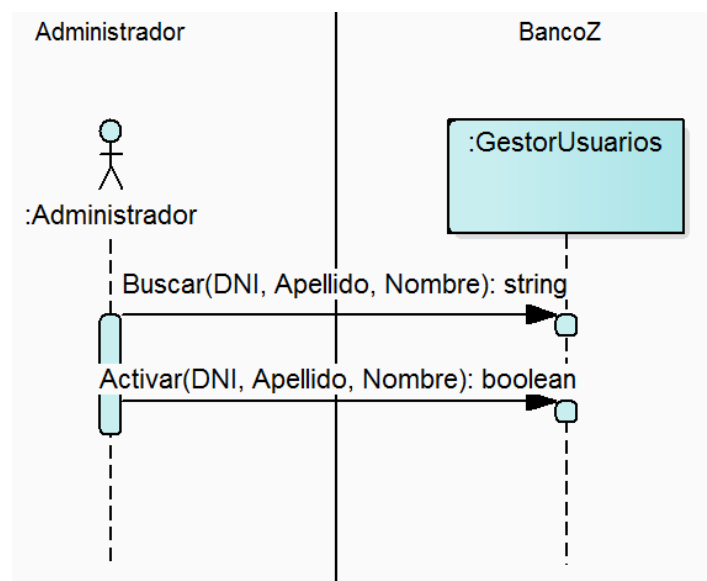 Administrador
BancoZ
:GestorUsuarios
:Administrador
Buscar(DNI, Apellido, Nombre): string
Activar(DNI, Apellido, Nombre): boolean